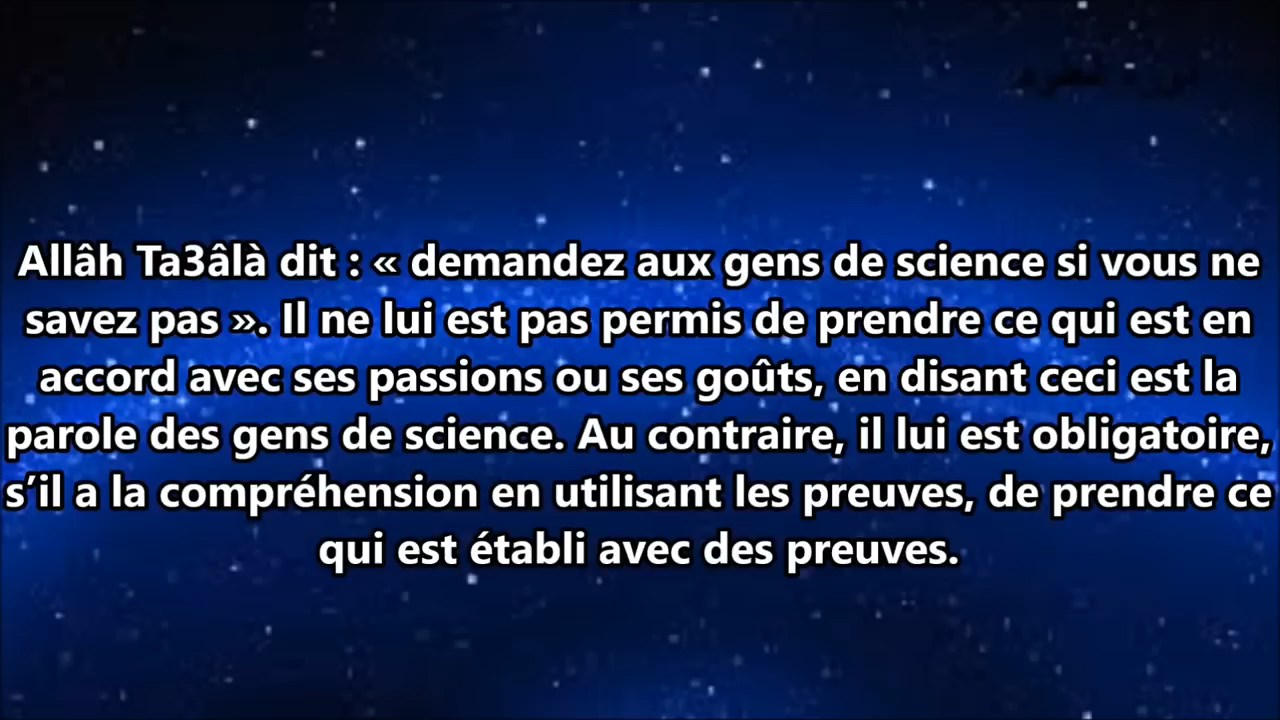 Allâh Ta3âlà dit : « demandez aux gens de science si vous ne
savez pas ». Il ne lui est pas permis de prendre ce qui est en
accord avec ses passions ou ses goûts, en disant ceci est la
parole des gens de science. Au contraire, il lui est obligatoire,
s’il a la compréhension en utilisant les preuves, de prendre ce
qui est établi avec des preuves.